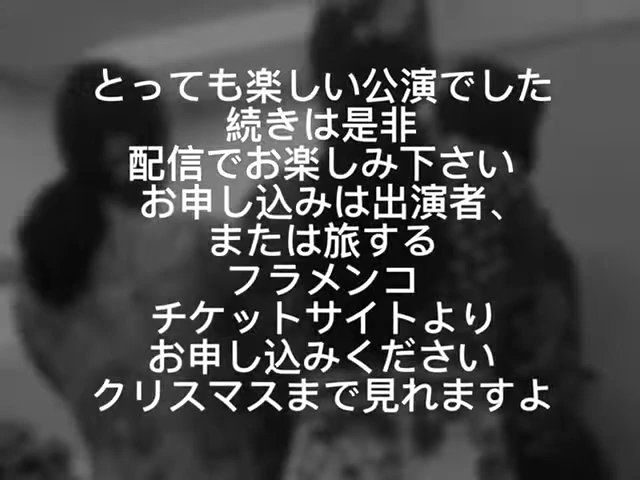 とっても楽しい公演でした
続きは是非
配信でお楽しみ下さい
お申し込みは出演者、
または旅する
フラメンコ
チケットサイトより
お申し込みください
クリスマスまで見れますよ